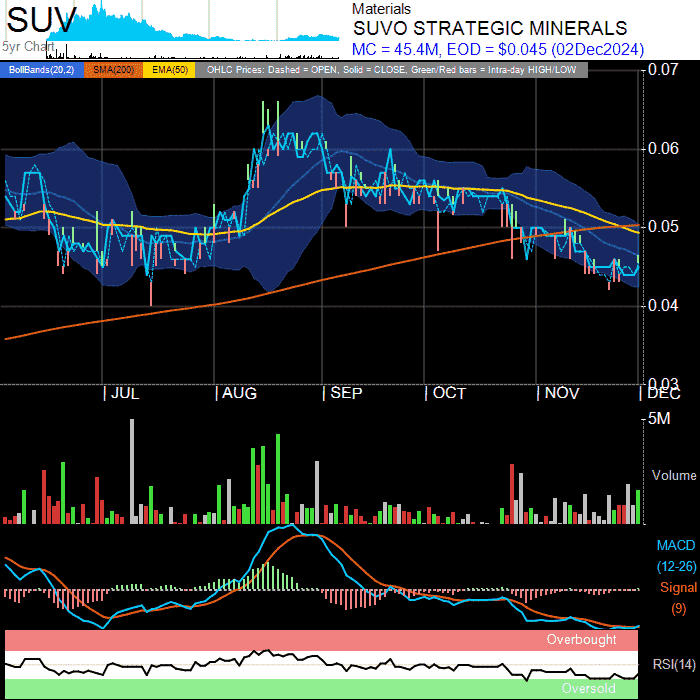 SUV
5yr Chart
Materials
SUVO STRATEGIC MINERALS
MC = 45.4M, EOD = $0.045 (02Dec2024)
BollBands(20,2) SMA(200) EMA(50) OHLC Prices: Dashed = OPEN, Solid = CLOSE, Green/Red bars = Intra-day HIGH/LOW
0.07
0.06
0.05
0.04
0.03
JUL AUG SEP OCT NOV DEC
5M
Volume
MACD
(12-26)
Signal
(9)
Overbought
RSI(14)
Oversold